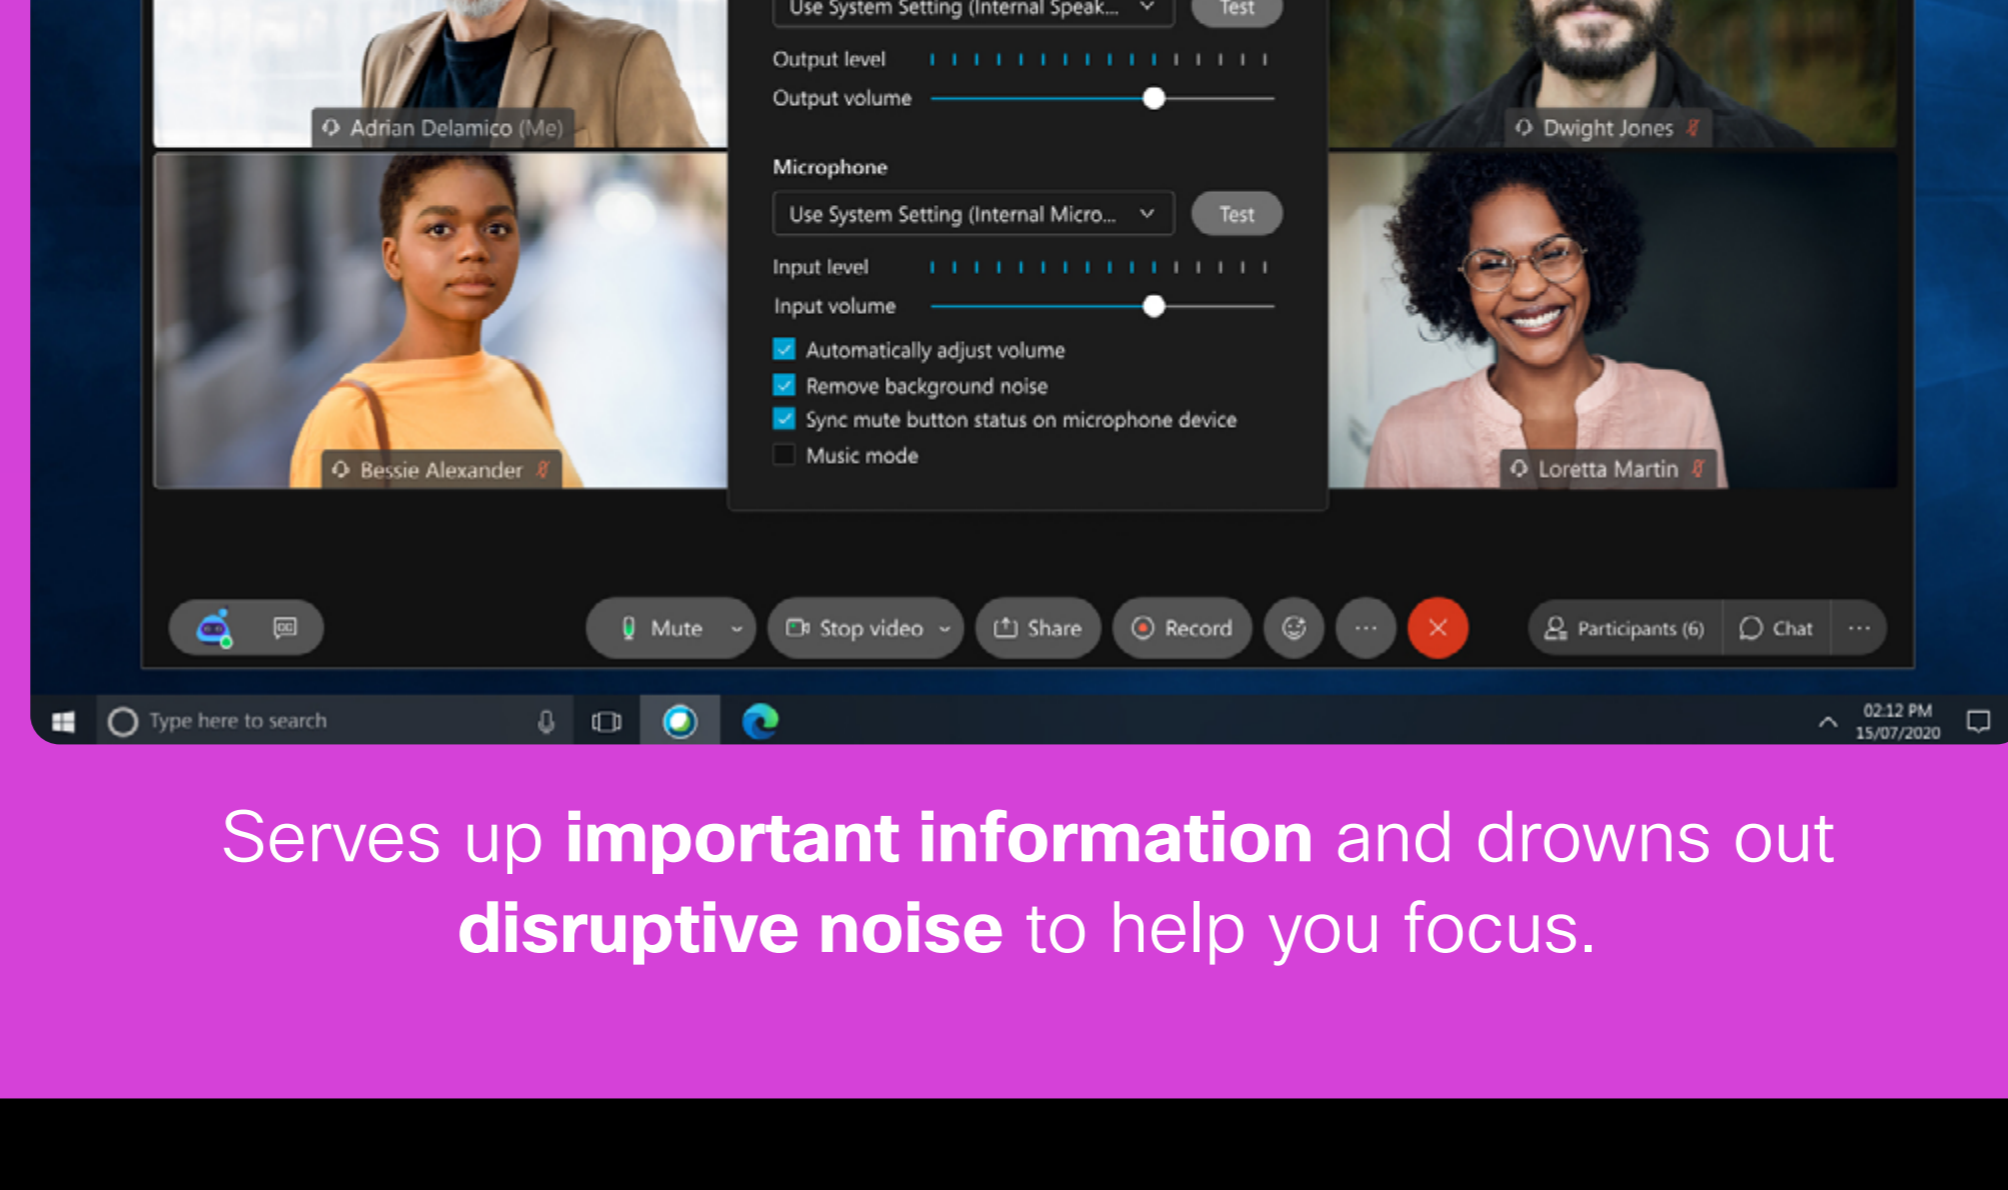 Use System Setting (Internal Speak... Test
Output level
Output volume
Adrian Delamico (Me)
Dwight Jones
Microphone
Use System Setting (Internal Micro... Test
Input level
Input volume
Automatically adjust volume
Remove background noise
Sync mute button status on microphone device
Music mode
Bessie Alexander
Loretta Martin
CC
Mute Stop video Share Record Participants (6) Chat
Type here to search
02:12 PM
15/07/2020
Serves up important information and drowns out
disruptive noise to help you focus.